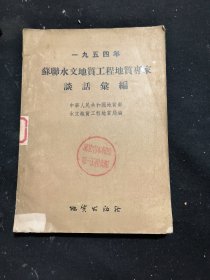 一九五四年
蘇聯水文地質工程地質專家
談話彙編
中華人民共和國地質部
水文地質工程地質局編
地質出版社